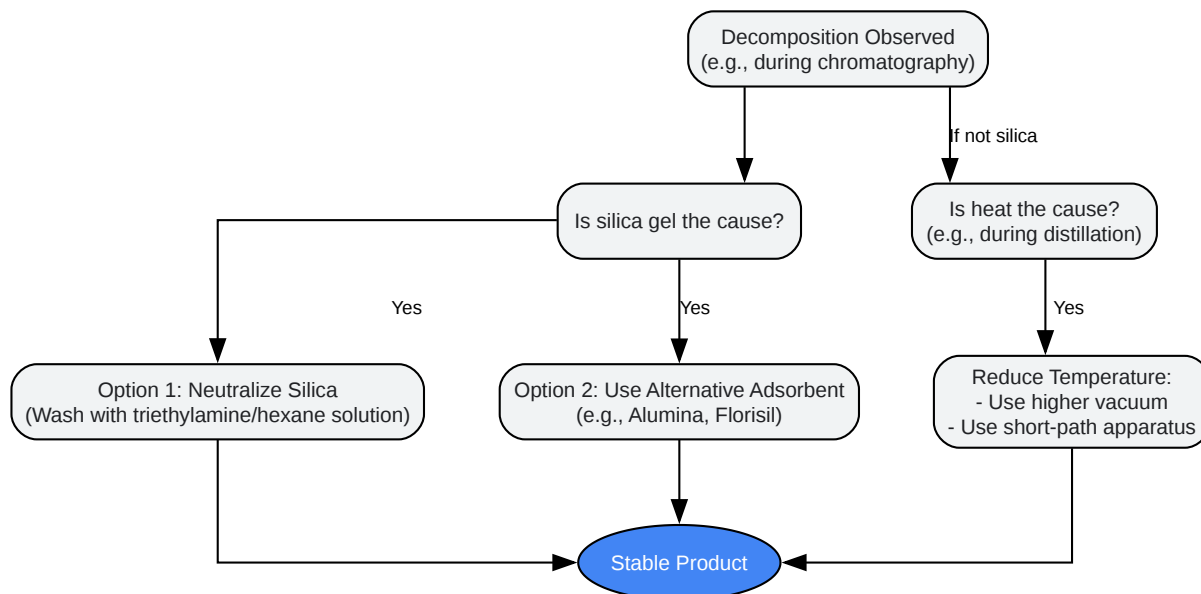 Decomposition Observed
(e.g., during chromatography)
If not silica
Is silica gel the cause?
Is heat the cause?
(e.g., during distillation)
Yes
Yes
Yes
Option 1: Neutralize Silica
(Wash with triethylamine/hexane solution)
Option 2: Use Alternative Adsorbent
(e.g., Alumina, Florisil)
Reduce Temperature:
- Use higher vacuum
- Use short-path apparatus
Stable Product